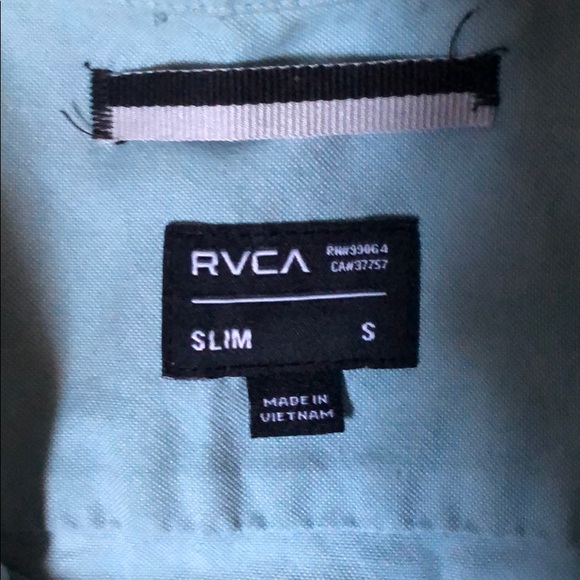 RVCA
RN#99064
CA#37757
SLIM S
MADE IN
VIETNAM